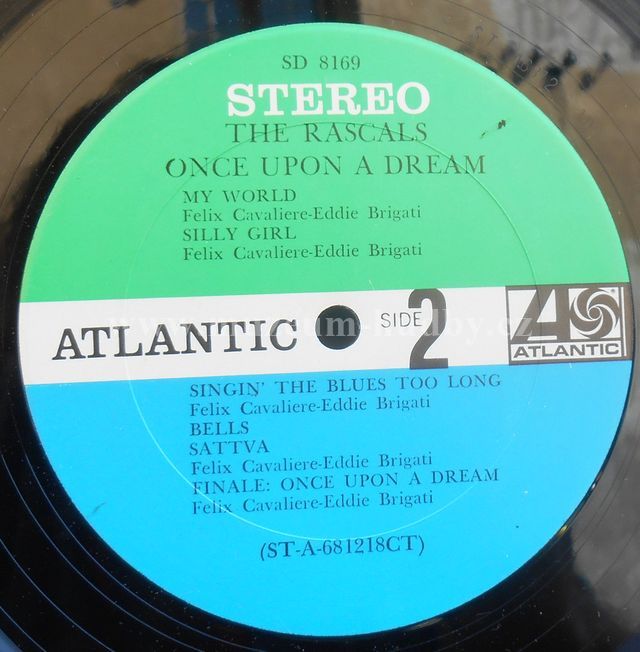 SD 8169
STEREO
THE RASCALS
ONCE UPON A DREAM
MY WORLD
Felix Cavaliere-Eddie Brigati
SILLY GIRL
Felix Cavaliere-Eddie Brigati
ATLANTIC
SIDE 2
ATLANTIC
SINGIN' THE BLUES TOO LONG
Felix Cavaliere-Eddie Brigati
BELLS
SATTVA
Felix Cavaliere-Eddie Brigati
FINALE: ONCE UPON A DREAM
Felix Cavaliere-Eddie Brigati
(ST-A-681218CT)